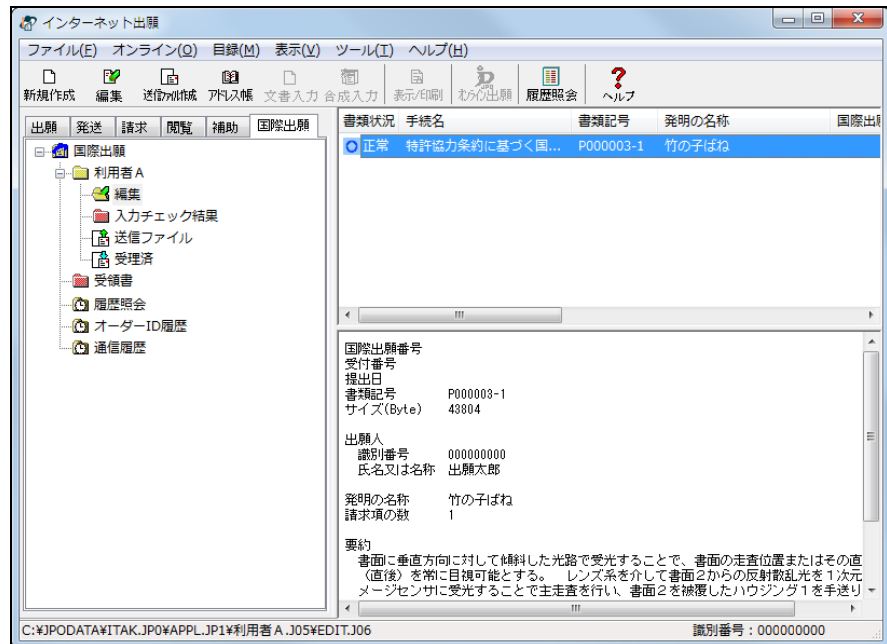 インターネット出願
ファイル(F) オンライン(O) 目録(M) 表示(V) ツール(T) ヘルプ(H)
新規作成 編集 送信ファイル作成 アドレス帳 文書入力 合成入力 表示/印刷 オンライン出願 履歴照会 ヘルプ
出願 発送 請求 閲覧 補助 国際出願
国際出願
利用者A
編集
入力チェック結果
送信ファイル
受理済
受領書
履歴照会
オーダーID履歴
通信履歴
書類状況 手続名 書類記号 発明の名称 国際出
正常 特許協力条約に基づく国... P000003-1 竹の子ばね
国際出願番号
受付番号
提出日
書類記号 P000003-1
サイズ(Byte) 43804
出願人
識別番号 000000000
氏名又は名称 出願太郎
発明の名称 竹の子ばね
請求項の数 1
要約
書面に垂直方向に対して傾斜した光路で受光することで、書面の走査位置またはその直
(直後)を常に目視可能とする。 レンズ系を介して書面2からの反射散乱光を1次元
メージセンサに受光することで主走査を行い、書面2を被覆したハウジング1を手送り
C:¥JPODATA¥ITAK.JP0¥APPL.JP1¥利用者A.J05¥EDIT.J06 識別番号:000000000